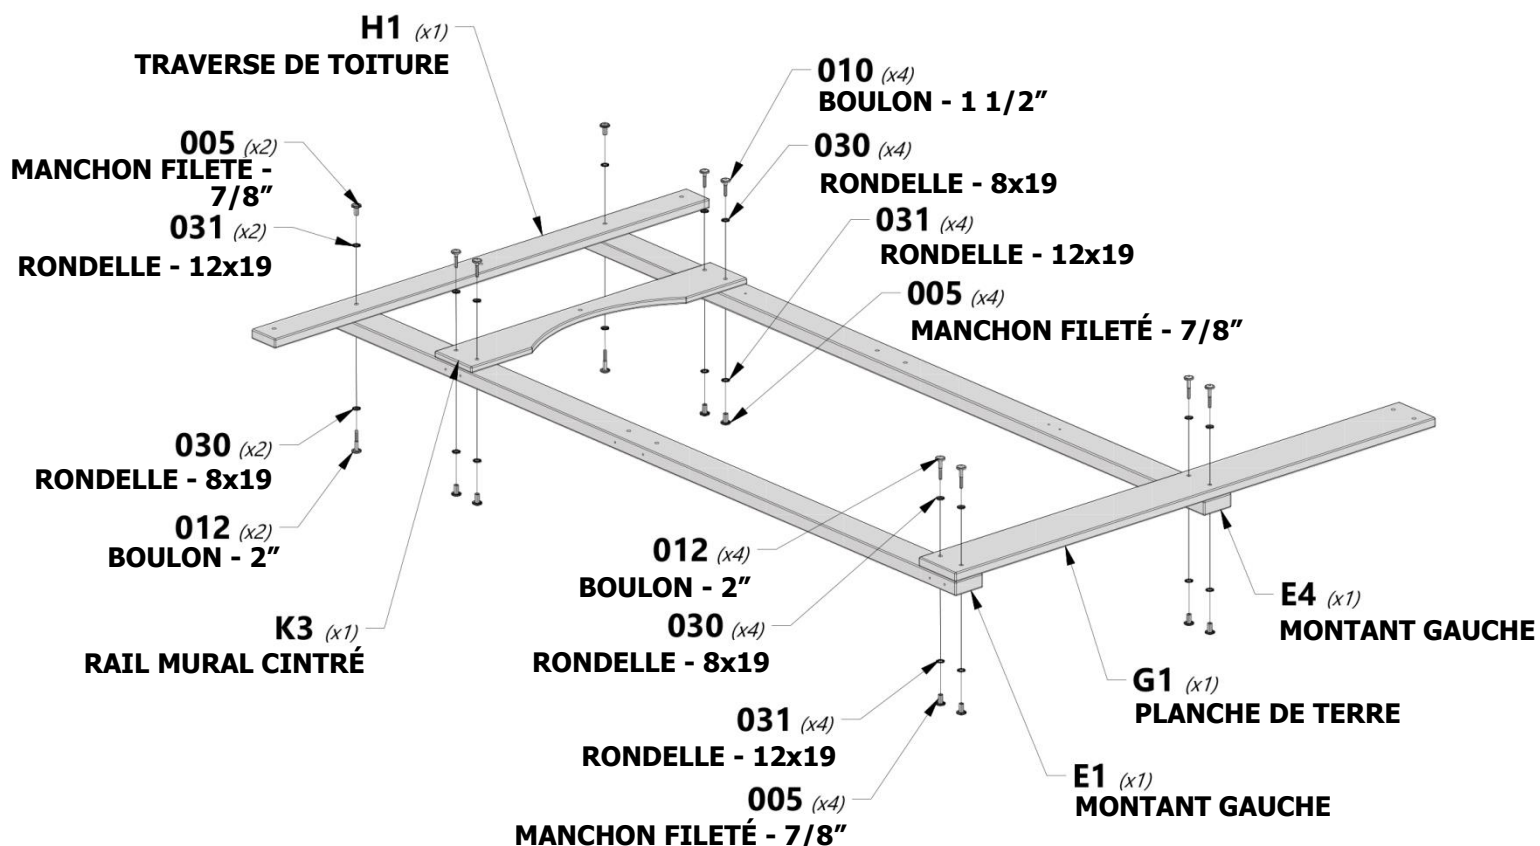 H1 (x1)
TRAVERSE DE TOITURE
005 (x2)
MANCHON FILETÉ -
7/8”
031 (x2)
RONDELLE - 12x19
010 (x4)
BOULON - 1 1/2”
030 (x4)
RONDELLE - 8x19
031 (x4)
RONDELLE - 12x19
005 (x4)
MANCHON FILETÉ - 7/8”
030 (x2)
RONDELLE - 8x19
012 (x2)
BOULON - 2”
K3 (x1)
RAIL MURAL CINTRÉ
012 (x4)
BOULON - 2”
030 (x4)
RONDELLE - 8x19
031 (x4)
RONDELLE - 12x19
005 (x4)
MANCHON FILETÉ - 7/8”
E4 (x1)
MONTANT GAUCHE
G1 (x1)
PLANCHE DE TERRE
E1 (x1)
MONTANT GAUCHE